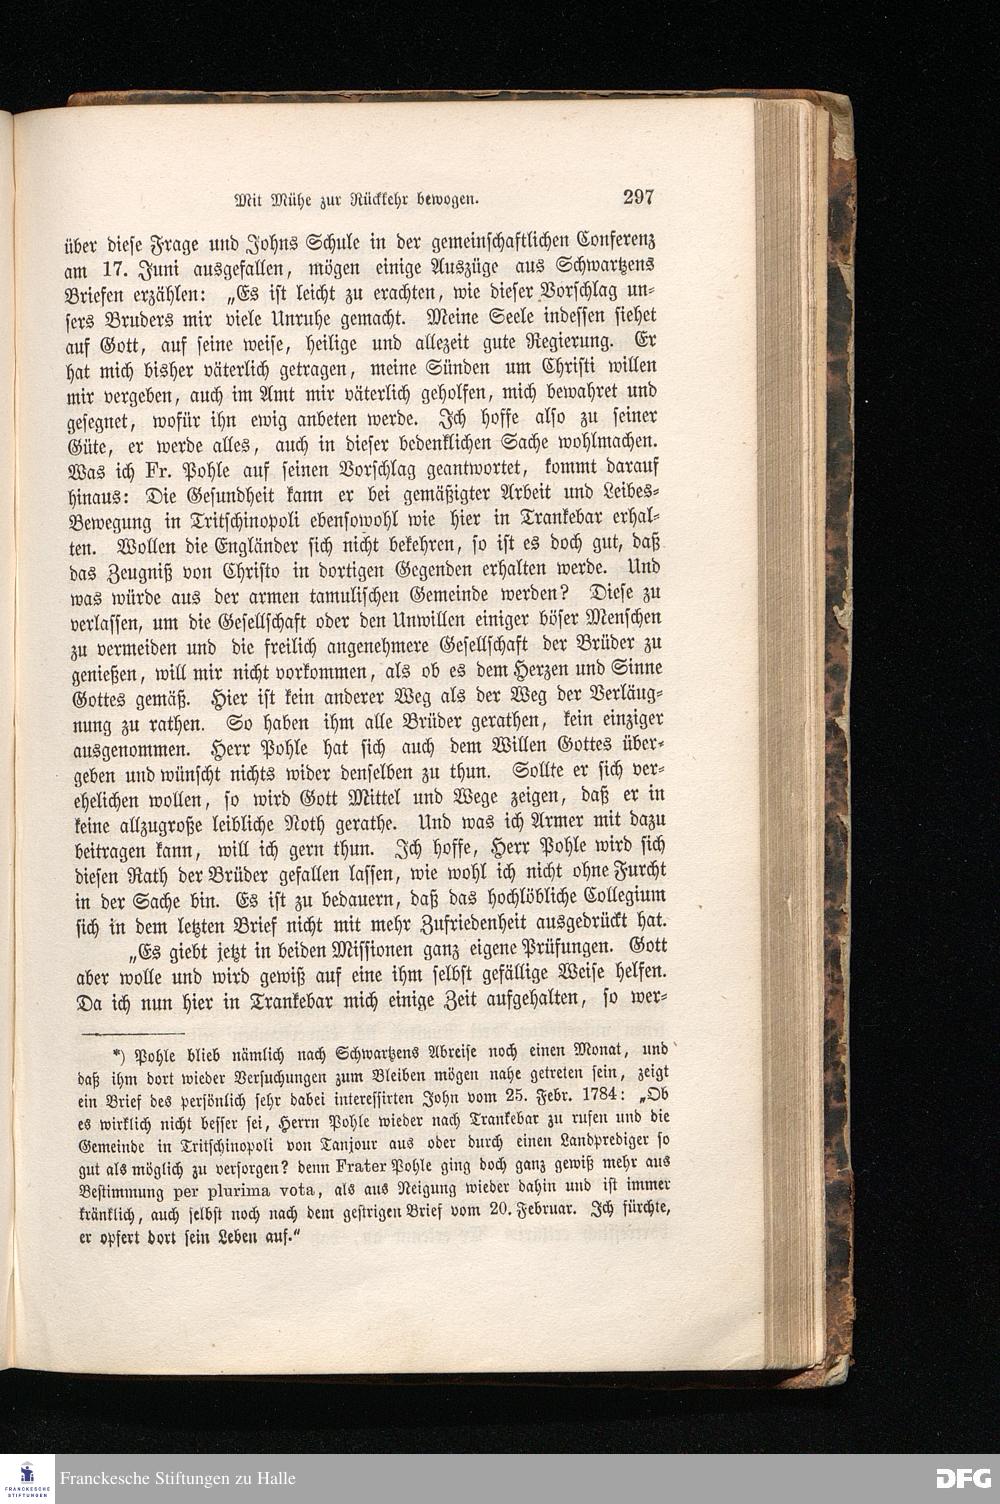 Mit Mühe zur Rückkehr bewogen. 297
über diese Frage und Johns Schule in der gemeinschaftlichen Conferenz
am 17. Juni ausgefallen, mögen einige Auszüge aus Schwartzens
Briefen erzählen: „Es ist leicht zu erachten, wie dieser Vorschlag un-
sers Bruders mir viele Unruhe gemacht. Meine Seele indessen siehet
auf Gott, auf seine weise, heilige und allezeit gute Regierung. Er
hat mich bisher väterlich getragen, meine Sünden um Christi willen
mir vergeben, auch im Amt mir väterlich geholfen, mich bewahret und
gesegnet, wofür ihn ewig anbeten werde. Ich hoffe also zu seiner
Güte, er werde alles, auch in dieser bedenklichen Sache wohlmachen.
Was ich Fr. Pohle auf seinen Vorschlag geantwortet, kommt darauf
hinaus: Die Gesundheit kann er bei gemäßigter Arbeit und Leibes-
Bewegung in Tritschinopoli ebensowohl wie hier in Trankebar erhal-
ten. Wollen die Engländer sich nicht bekehren, so ist es doch gut, daß
das Zeugniß von Christo in dortigen Gegenden erhalten werde. Und
was würde aus der armen tamulischen Gemeinde werden? Diese zu
verlassen, um die Gesellschaft oder den Unwillen einiger böser Menschen
zu vermeiden und die freilich angenehmere Gesellschaft der Brüder zu
genießen, will mir nicht vorkommen, als ob es dem Herzen und Sinne
Gottes gemäß. Hier ist kein anderer Weg als der Weg der Verläug-
nung zu rathen. So haben ihm alle Brüder gerathen, kein einziger
ausgenommen. Herr Pohle hat sich auch dem Willen Gottes über-
geben und wünscht nichts wider denselben zu thun. Sollte er sich ver-
ehelichen wollen, so wird Gott Mittel und Wege zeigen, daß er in
keine allzugroße leibliche Noth gerathe. Und was ich Armer mit dazu
beitragen kann, will ich gern thun. Ich hoffe, Herr Pohle wird sich
diesen Rath der Brüder gefallen lassen, wie wohl ich nicht ohne Furcht
in der Sache bin. Es ist zu bedauern, daß das hochlöbliche Collegium
sich in dem letzten Brief nicht mit mehr Zufriedenheit ausgedrückt hat.
„Es giebt jetzt in beiden Missionen ganz eigene Prüfungen. Gott
aber wolle und wird gewiß auf eine ihm selbst gefällige Weise helfen.
Da ich nun hier in Trankebar mich einige Zeit aufgehalten, so wer-
*) Pohle blieb nämlich nach Schwartzens Abreise noch einen Monat, und
daß ihm dort wieder Versuchungen zum Bleiben mögen nahe getreten sein, zeigt
ein Brief des persönlich sehr dabei interessirten John vom 25. Febr. 1784: „Ob
es wirklich nicht besser sei, Herrn Pohle wieder nach Trankebar zu rufen und die
Gemeinde in Tritschinopoli von Tanjour aus oder durch einen Landprediger so
gut als möglich zu versorgen? denn Frater Pohle ging doch ganz gewiß mehr aus
Bestimmung per plurima vota, als aus Neigung wieder dahin und ist immer
kränklich, auch selbst noch nach dem gestrigen Brief vom 20. Februar. Ich fürchte,
er opfert dort sein Leben auf.“
FRANCKESCHE
STIFTUNGEN
Franckesche Stiftungen zu Halle
DFG